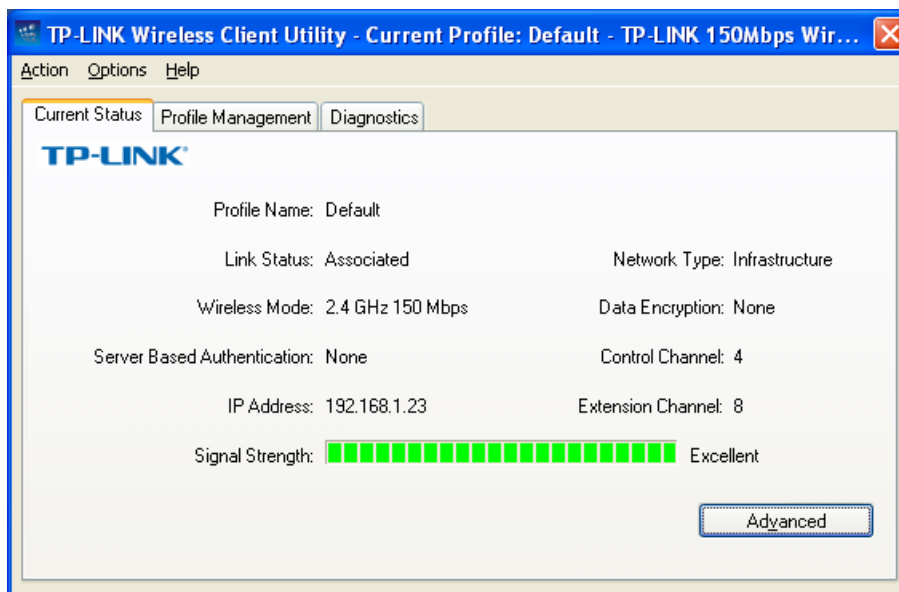 TP-LINK Wireless Client Utility - Current Profile: Default - TP-LINK 150Mbps Wir...
Action Options Help
Current Status Profile Management Diagnostics
TP-LINK®
Profile Name: Default
Link Status: Associated Network Type: Infrastructure
Wireless Mode: 2.4 GHz 150 Mbps Data Encryption: None
Server Based Authentication: None Control Channel: 4
IP Address: 192.168.1.23 Extension Channel: 8
Signal Strength: Excellent
Advanced